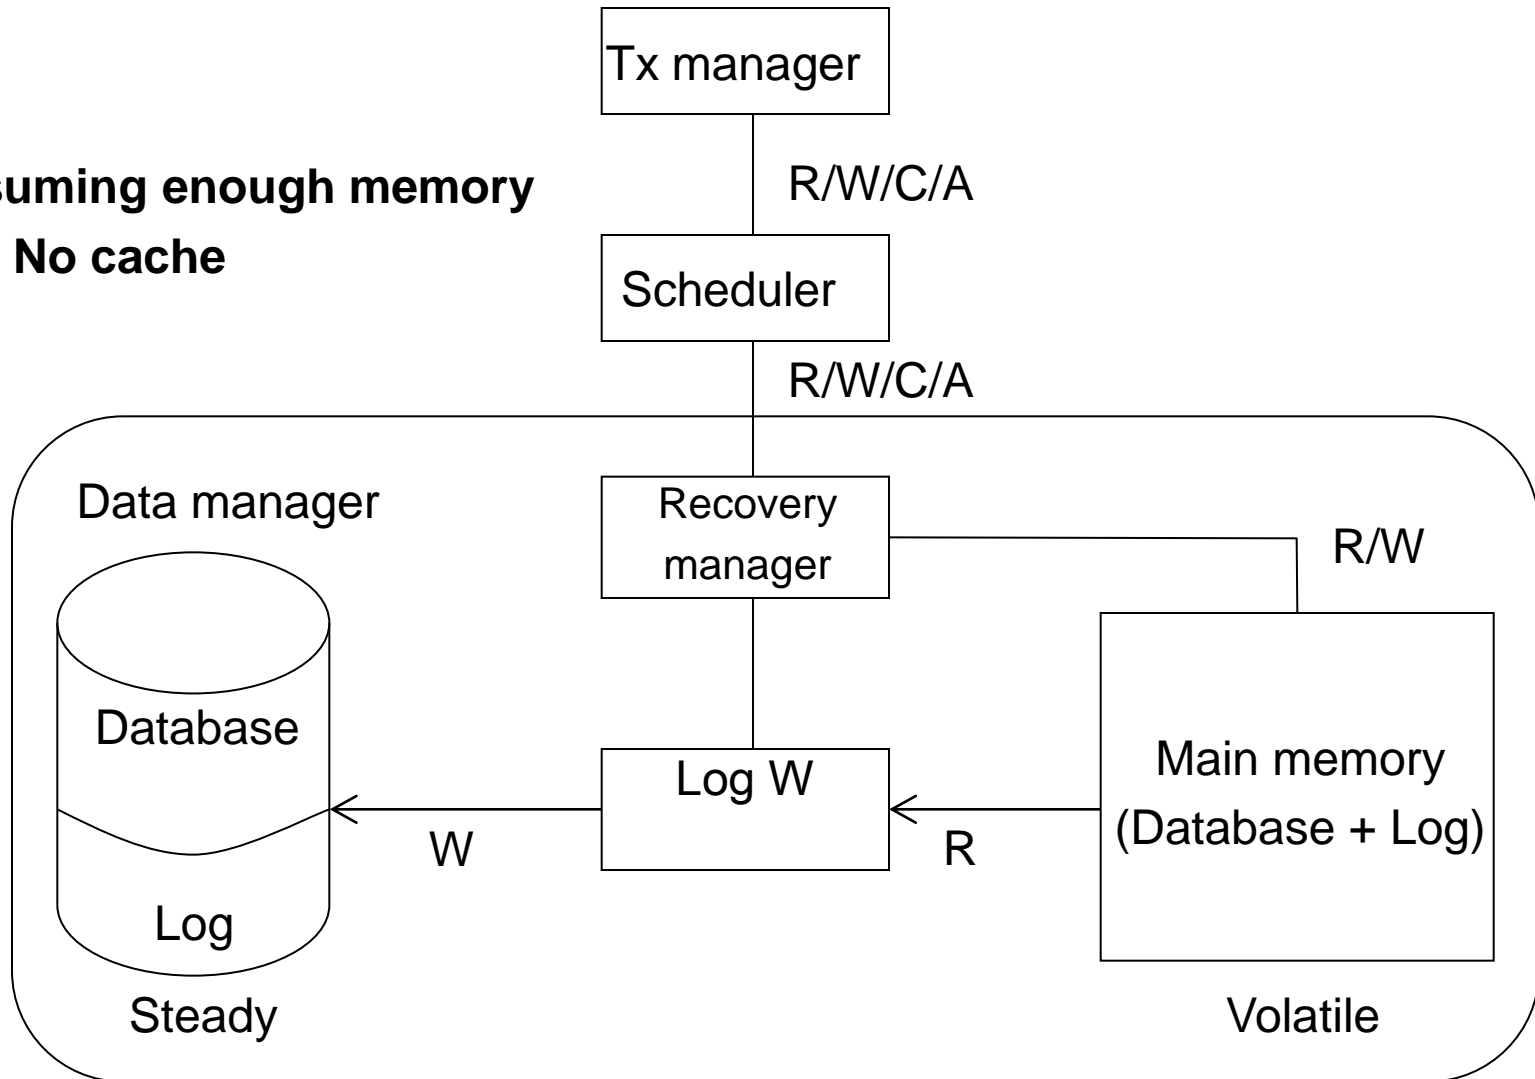 Tx manager
R/W/C/A
suming enough memory
No cache
Scheduler
R/W/C/A
Data manager
Recovery
manager
R/W
Database
Log W
Main memory
(Database + Log)
W
R
Log
Steady
Volatile